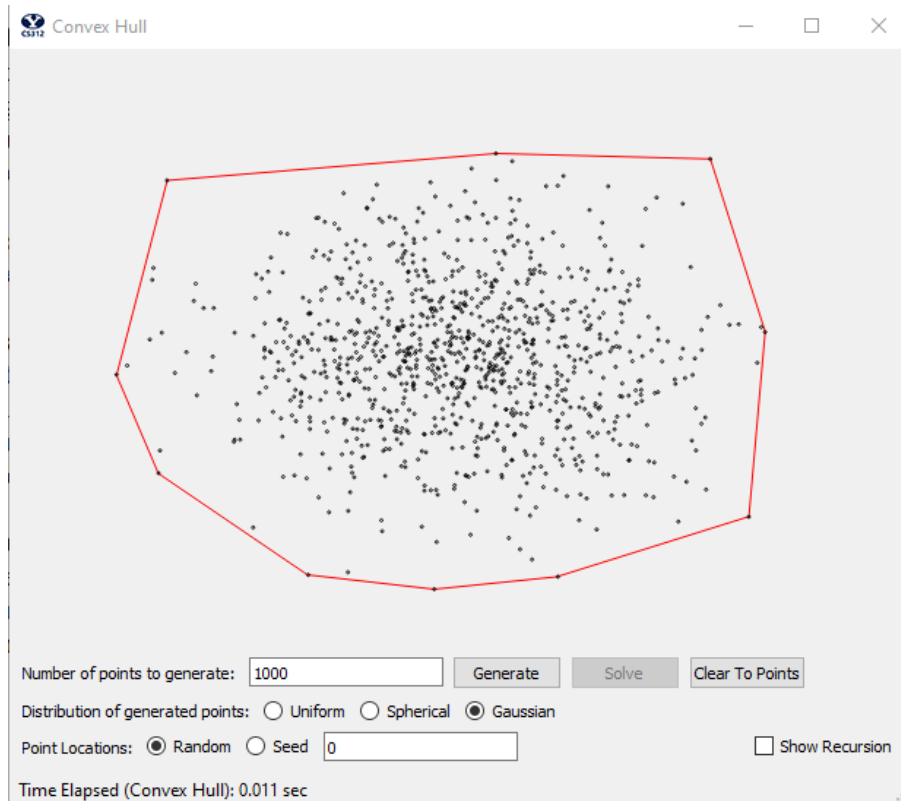 CS312 Convex Hull
Number of points to generate: 1000 Generate Solve Clear To Points
Distribution of generated points: Uniform Spherical Gaussian
Point Locations: Random Seed 0 Show Recursion
Time Elapsed (Convex Hull): 0.011 sec